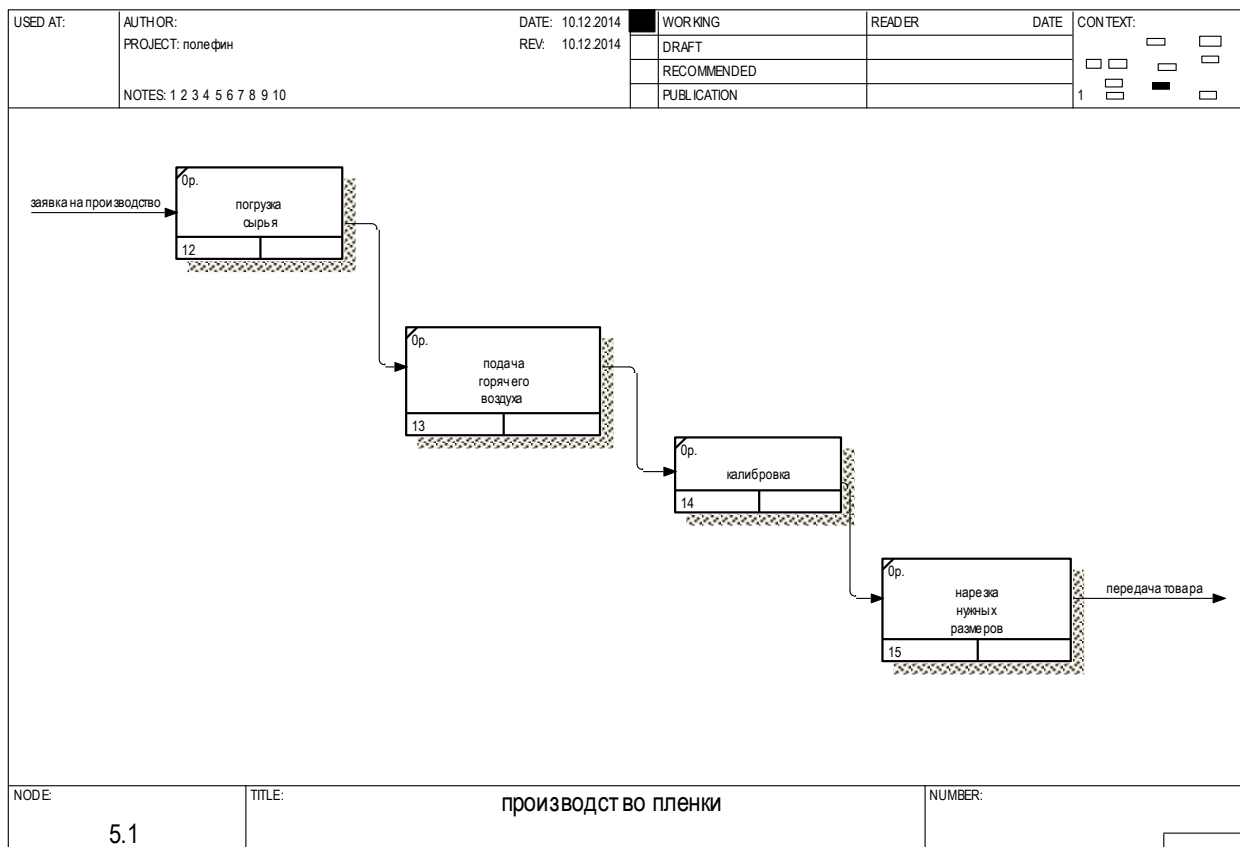 USED AT:
AUTHOR:
DATE: 10.12.2014
WORKING
READER
DATE
CONTEXT:
PROJECT: полефин
REV: 10.12.2014
DRAFT
RECOMMENDED
NOTES: 1 2 3 4 5 6 7 8 9 10
PUBLICATION
1
заявка на производство
0р.
погрузка
сырья
12
0р.
подача
горячего
воздуха
13
0р.
калибровка
14
0р.
нарезка
нужных
размеров
15
передача товара
NODE:
5.1
TITLE:
производство пленки
NUMBER: